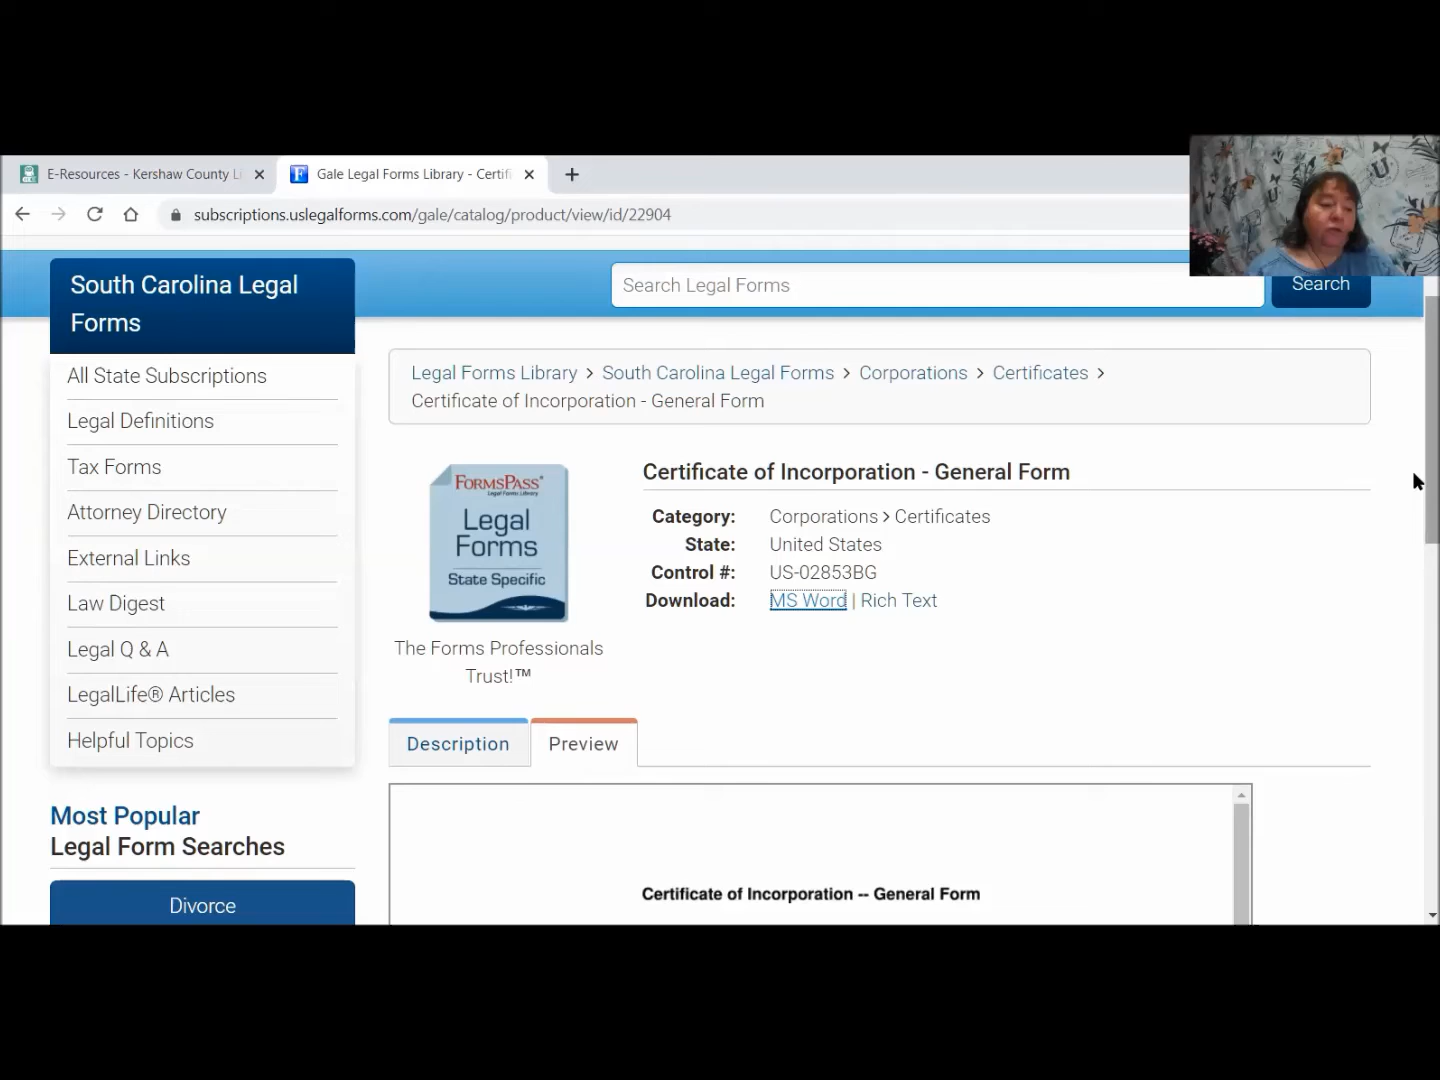 E-Resources - Kershaw County L
Gale Legal Forms Library - Certifi
subscriptions.uslegalforms.com/gale/catalog/product/view/id/22904
South Carolina Legal
Forms
Search Legal Forms
Search
All State Subscriptions
Legal Definitions
Tax Forms
Attorney Directory
External Links
Law Digest
Legal Q & A
LegalLife® Articles
Helpful Topics
Most Popular
Legal Form Searches
Divorce
Legal Forms Library > South Carolina Legal Forms > Corporations > Certificates >
Certificate of Incorporation - General Form
FORMSPASS®
Legal Forms Library
Legal
Forms
State Specific
The Forms Professionals
Trust!™
Certificate of Incorporation - General Form
Category: Corporations > Certificates
State: United States
Control #: US-02853BG
Download: MS Word | Rich Text
Description Preview
Certificate of Incorporation -- General Form